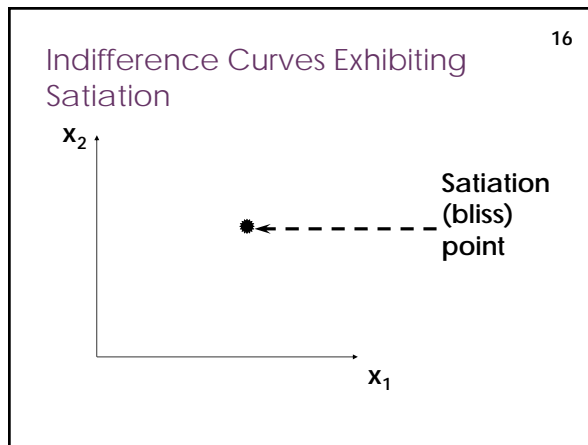 16
Indifference Curves Exhibiting
Satiation
x₂
Satiation
(bliss)
point
x₁